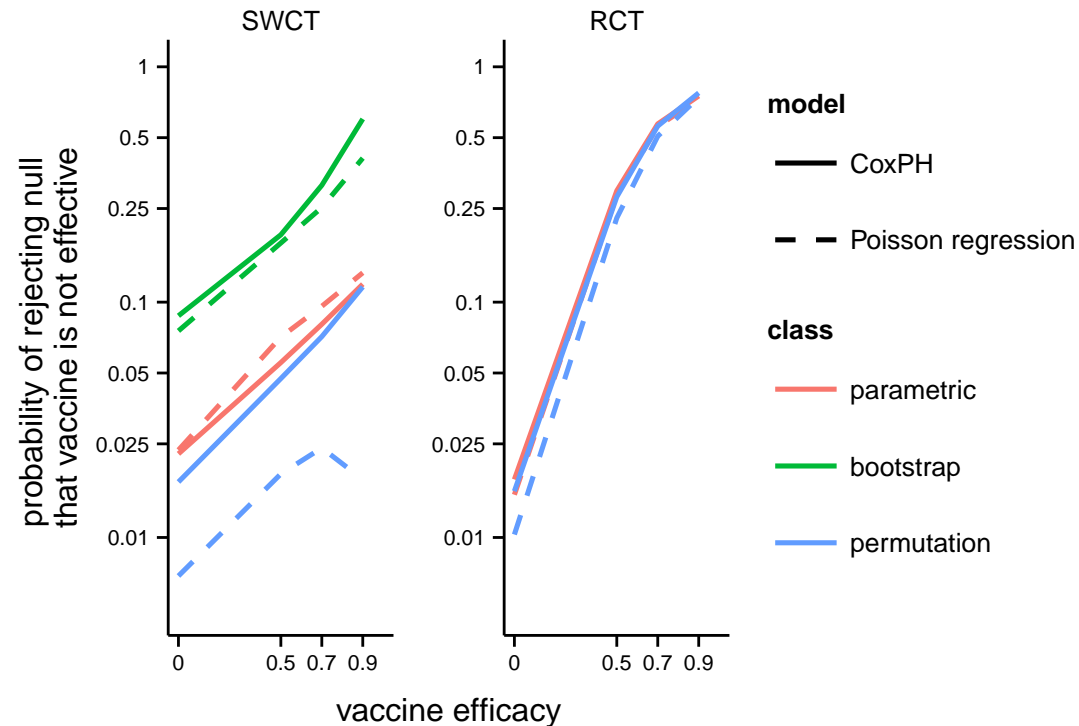 SWCT
RCT
probability of rejecting null
that vaccine is not effective
1
0.5
0.25
0.1
0.05
0.025
0.01
0
0.5
0.7
0.9
1
0.5
0.25
0.1
0.05
0.025
0.01
0
0.5
0.7
0.9
vaccine efficacy
model
CoxPH
Poisson regression
class
parametric
bootstrap
permutation